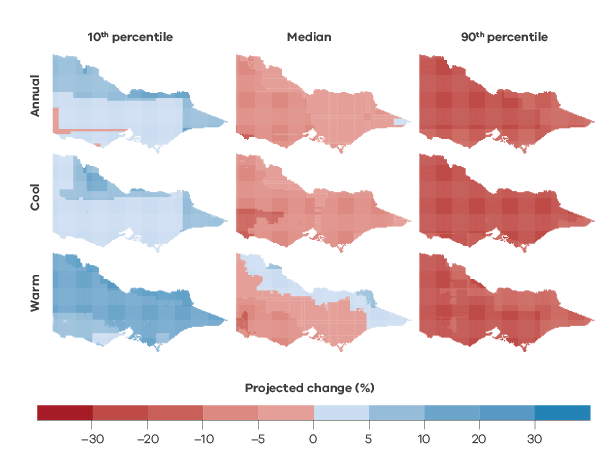 10th percentile Median 90th percentile
Annual
Cool
Warm
Projected change (%)
−30 −20 −10 −5 0 5 10 20 30